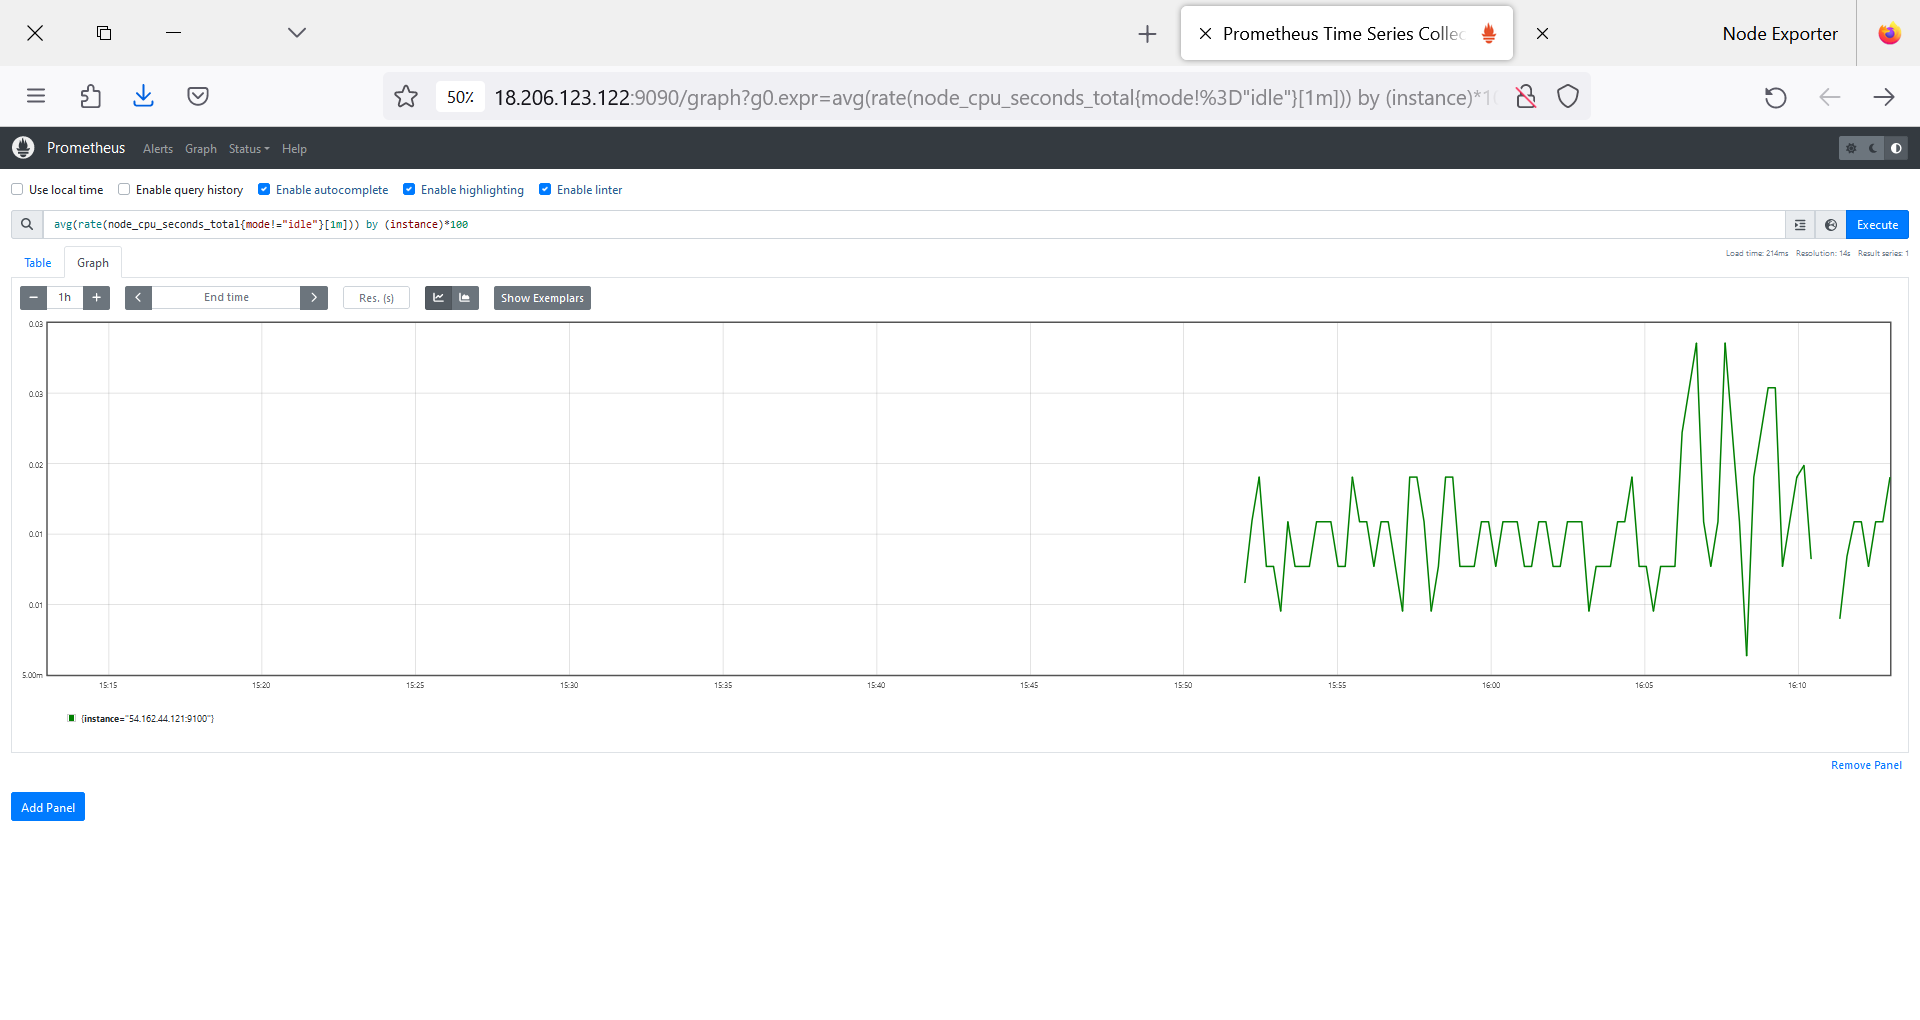 Prometheus Time Series Collec
Node Exporter
50%
18.206.123.122:9090/graph?g0.expr=avg(rate(node_cpu_seconds_total{mode!%3D"idle"}[1m])) by (instance)*10
Prometheus
Alerts
Graph
Status
Help
Use local time
Enable query history
Enable autocomplete
Enable highlighting
Enable linter
avg(rate(node_cpu_seconds_total{mode!="idle"}[1m])) by (instance)*100
Execute
Table
Graph
Load time: 214ms Resolution: 14s Result series: 1
− 1h +
End time
Res. (s)
Show Exemplars
0.03
0.03
0.02
0.01
0.01
5.00m
15:15
15:20
15:25
15:30
15:35
15:40
15:45
15:50
15:55
16:00
16:05
16:10
{instance="54.162.44.121:9100"}
Remove Panel
Add Panel